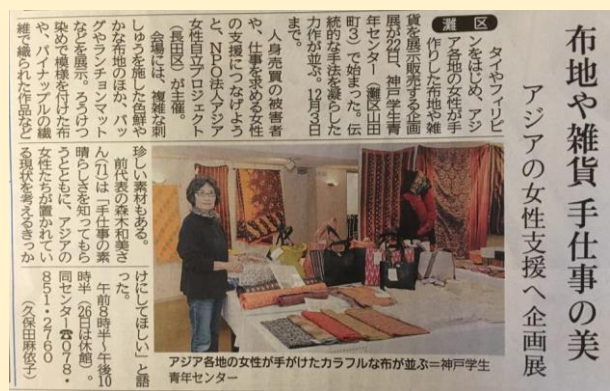 布地や雑貨 手仕事の美
アジアの女性支援へ企画展
灘区
タイやフィリピ
ンをはじめ、アジ
ア各地の女性が手
作りした布地や雑
貨を展示販売する企画
展が22日、神戸学生青
年センター(灘区山田
町3)で始まった。伝
統的な手法を凝らした
力作が並ぶ。12月3日
まで。
人身売買の被害者
や、仕事を求める女性
の支援につなげよう
と、NPO法人アジア
女性自立プロジェクト
(長田区)が主催。
会場には、複雑な刺
しゅうを施した色鮮や
かな布地のほか、バッ
グやランチョンマット
などを展示。ろうけつ
染めで模様を付けた布
や、パイナップルの繊
維で織られた作品など
珍しい素材もある。
前代表の森木和美さ
ん(71)は「手仕事の素
晴らしさを知ってもら
うとともに、アジアの
女性たちが置かれてい
る現状を考えるきっか
けにしてほしい」と語
った。
午前8時半~午後10
時半(26日は休館)。
同センター☎078・
851・2760
(久保田麻依子)
アジア各地の女性が手がけたカラフルな布が並ぶ=神戸学生
青年センター